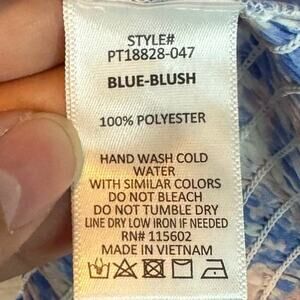 STYLE#
PT18828-047
BLUE-BLUSH
100% POLYESTER
HAND WASH COLD
WATER
WITH SIMILAR COLORS
DO NOT BLEACH
DO NOT TUMBLE DRY
LINE DRY LOW IRON IF NEEDED
RN# 115602
MADE IN VIETNAM